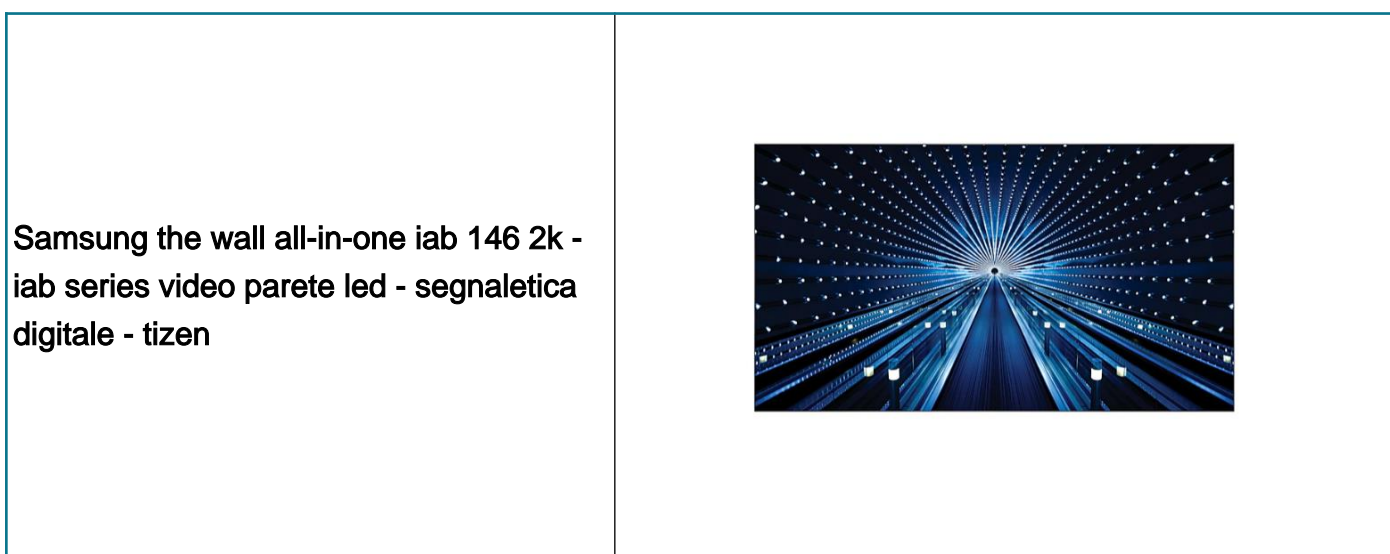 Samsung the wall all-in-one iab 146 2k -
iab series video parete led - segnaletica
digitale - tizen